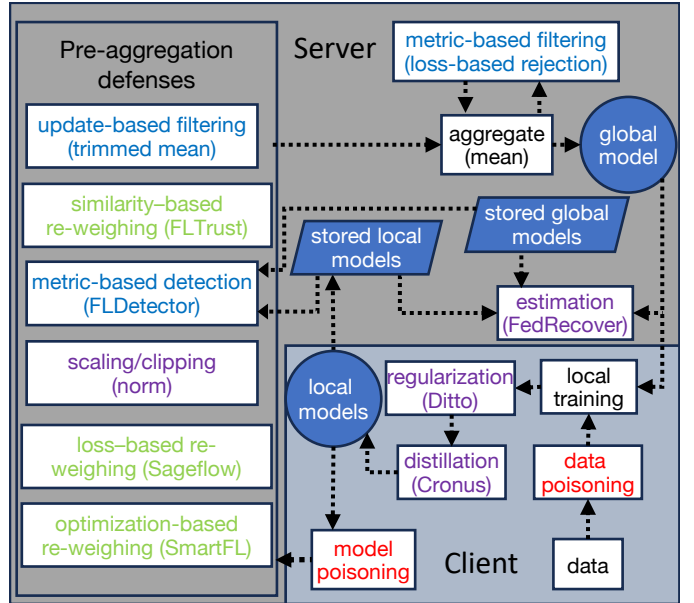 Pre-aggregation
defenses
update-based filtering
(trimmed mean)
similarity–based
re-weighing (FLTrust)
metric-based detection
(FLDetector)
scaling/clipping
(norm)
loss–based re-
weighing (Sageflow)
optimization-based
re-weighing (SmartFL)
Server
metric-based filtering
(loss-based rejection)
aggregate
(mean)
global
model
stored local
models
stored global
models
estimation
(FedRecover)
local
models
regularization
(Ditto)
local
training
distillation
(Cronus)
data
poisoning
model
poisoning
Client
data